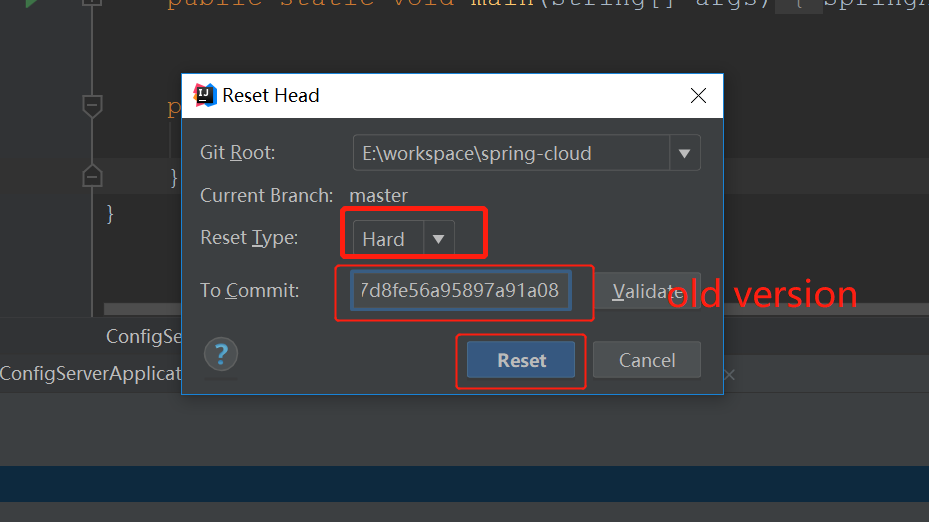 public static void main(String[] args) { Spring
Reset Head
p
Git Root:
E:\workspace\spring-cloud
}
Current Branch: master
}
Reset Type:
Hard
To Commit:
7d8fe56a95897a91a08
Validate
old version
ConfigSe
?
Reset
Cancel
ConfigServerApplicat